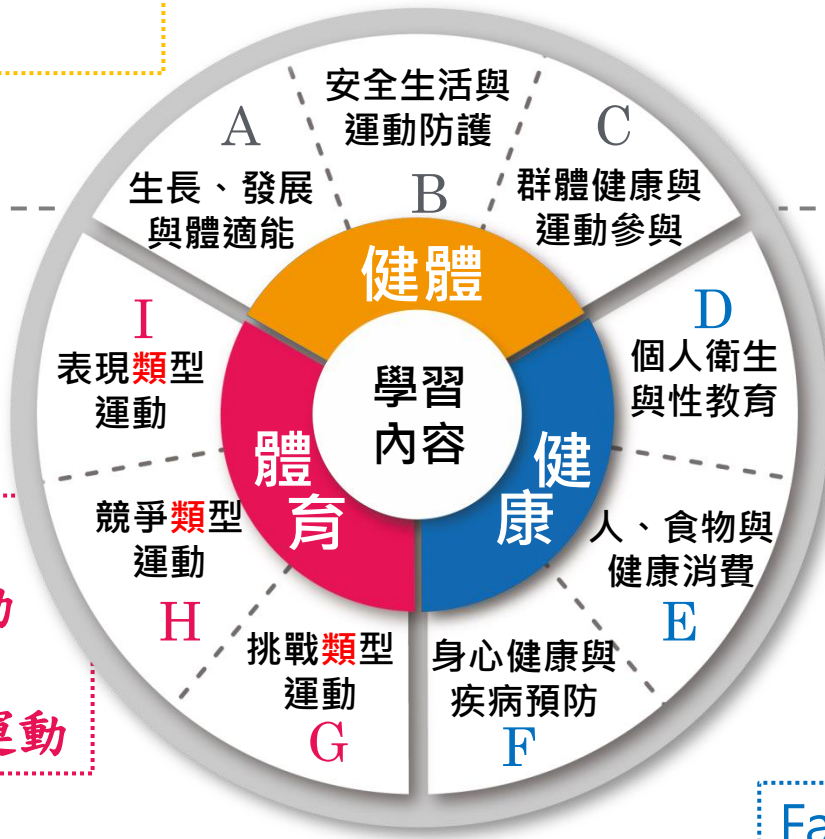 A
生長、發展
與體適能
安全生活與
運動防護
B
C
群體健康與
運動參與
健體
學習
內容
I
表現類型
運動
D
個人衛生
與性教育
體育
健康
競爭類型
運動
H
人、食物與
健康消費
E
挑戰類型
運動
G
身心健康與
疾病預防
F
動
運動
Fa